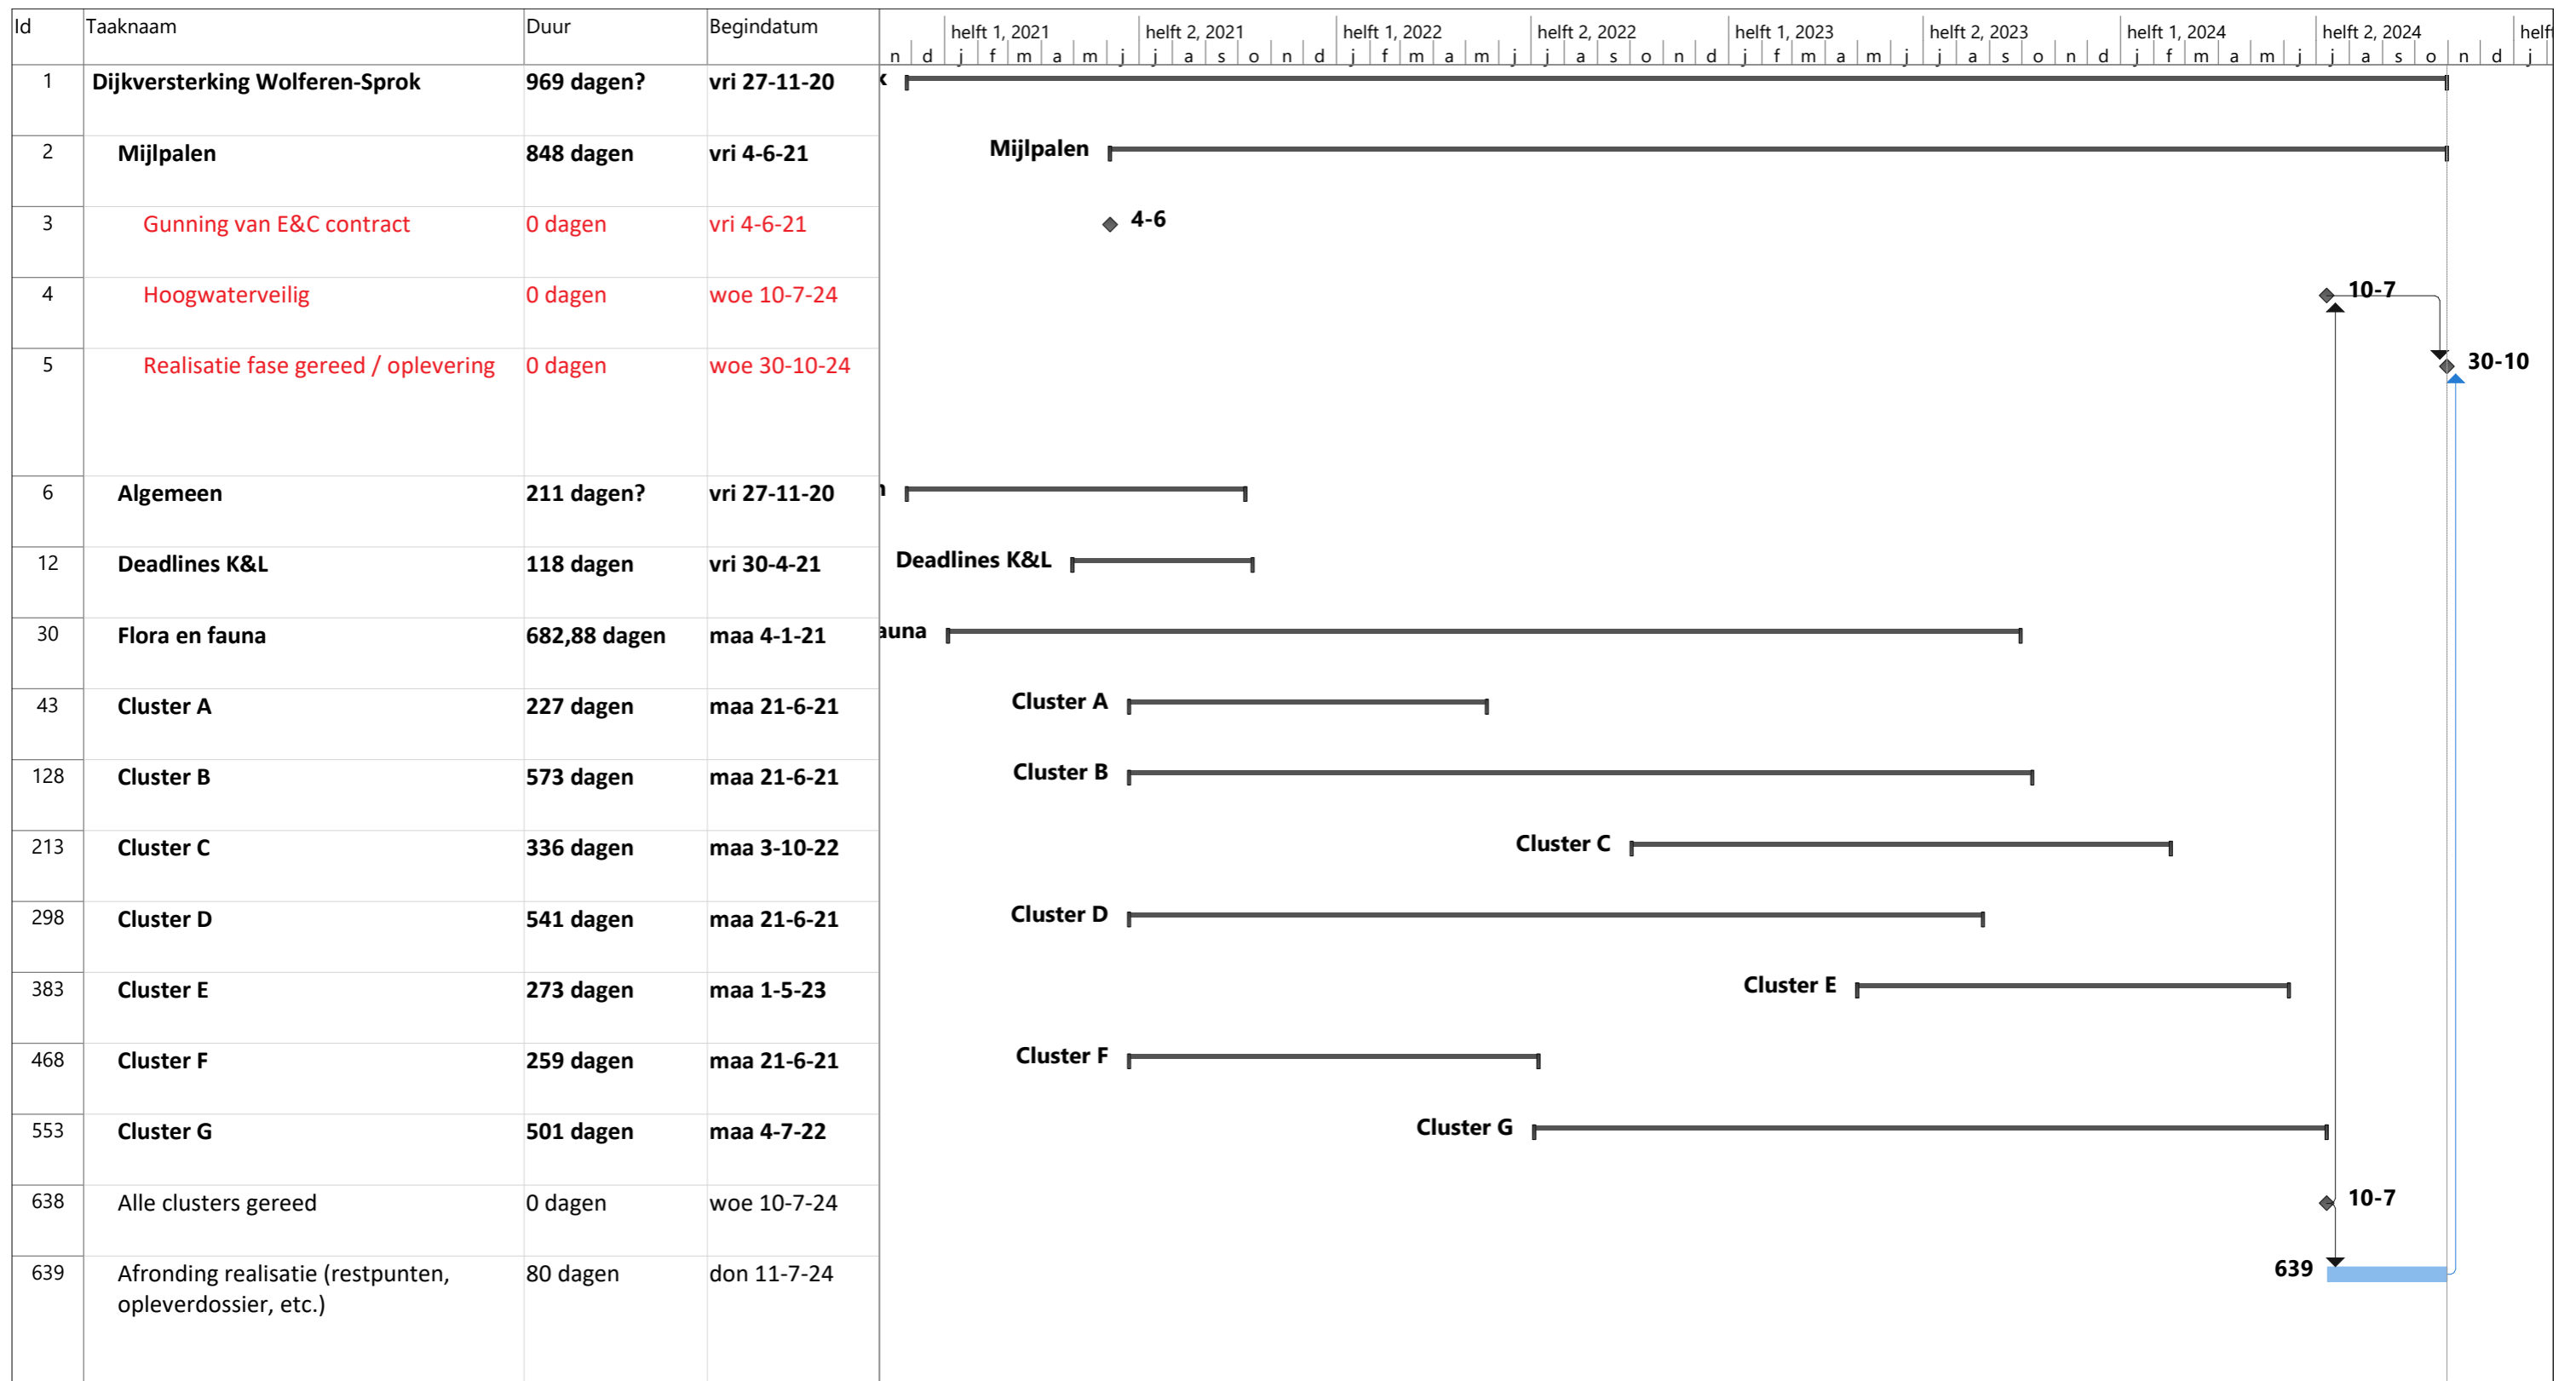 Id Taaknaam Duur Begindatum
helft 1, 2021 helft 2, 2021 helft 1, 2022 helft 2, 2022 helft 1, 2023 helft 2, 2023 helft 1, 2024 helft 2, 2024 helf
n d j f m a m j j a s o n d j f m a m j j a s o n d j f m a m j j a s o n d j f m a m j j a s o n d j
1 Dijkversterking Wolferen-Sprok 969 dagen? vri 27-11-20
2 Mijlpalen 848 dagen vri 4-6-21 Mijlpalen
3 Gunning van E&C contract 0 dagen vri 4-6-21 4-6
4 Hoogwaterveilig 0 dagen woe 10-7-24 10-7
5 Realisatie fase gereed / oplevering 0 dagen woe 30-10-24 30-10
6 Algemeen 211 dagen? vri 27-11-20
12 Deadlines K&L 118 dagen vri 30-4-21 Deadlines K&L
30 Flora en fauna 682,88 dagen maa 4-1-21 auna
43 Cluster A 227 dagen maa 21-6-21 Cluster A
128 Cluster B 573 dagen maa 21-6-21 Cluster B
213 Cluster C 336 dagen maa 3-10-22 Cluster C
298 Cluster D 541 dagen maa 21-6-21 Cluster D
383 Cluster E 273 dagen maa 1-5-23 Cluster E
468 Cluster F 259 dagen maa 21-6-21 Cluster F
553 Cluster G 501 dagen maa 4-7-22 Cluster G
638 Alle clusters gereed 0 dagen woe 10-7-24 10-7
639 Afronding realisatie (restpunten, 80 dagen don 11-7-24 639
opleverdossier, etc.)